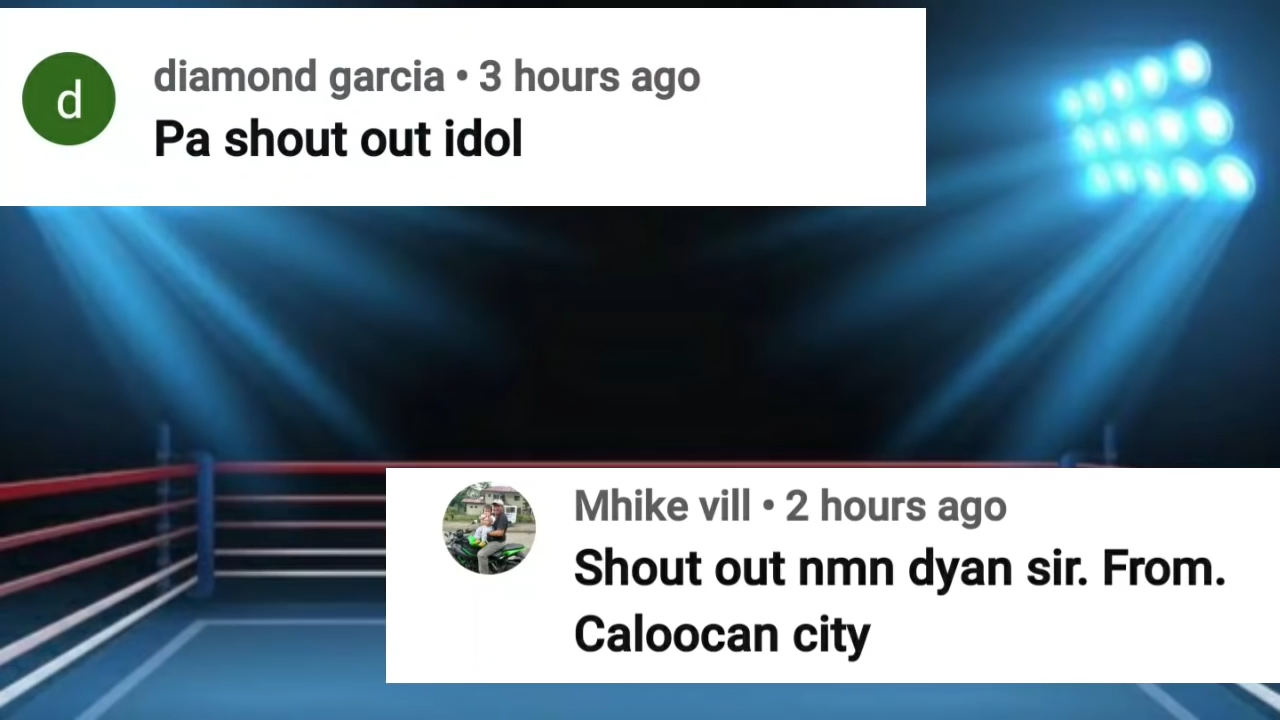 d
diamond garcia • 3 hours ago
Pa shout out idol
Mhike vill • 2 hours ago
Shout out nmn dyan sir. From.
Caloocan city